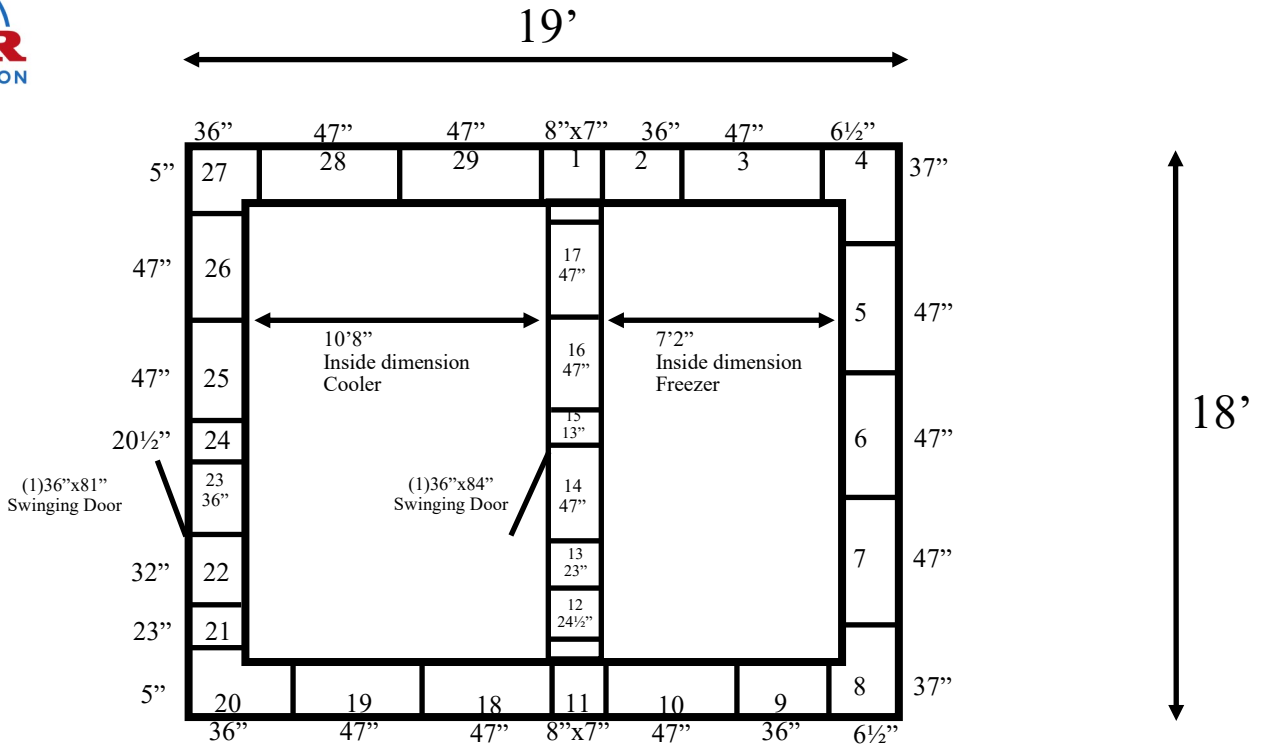 R
ON
19’
36” 47” 47” 8”x7” 36” 47” 6½”
5” 27 28 29 1 2 3 4 37”
47” 26
17
47”
5 47”
10’8”
Inside dimension
Cooler
7’2”
Inside dimension
Freezer
47” 25
16
47”
18’
20½” 24
15
13”
6 47”
(1)36”x81”
Swinging Door
23
36”
(1)36”x84”
Swinging Door
14
47”
32” 22
13
23”
7 47”
23” 21
12
24½”
5” 20 19 18 11 10 9 8 37”
36” 47” 47” 8”x7” 47” 36” 6½”